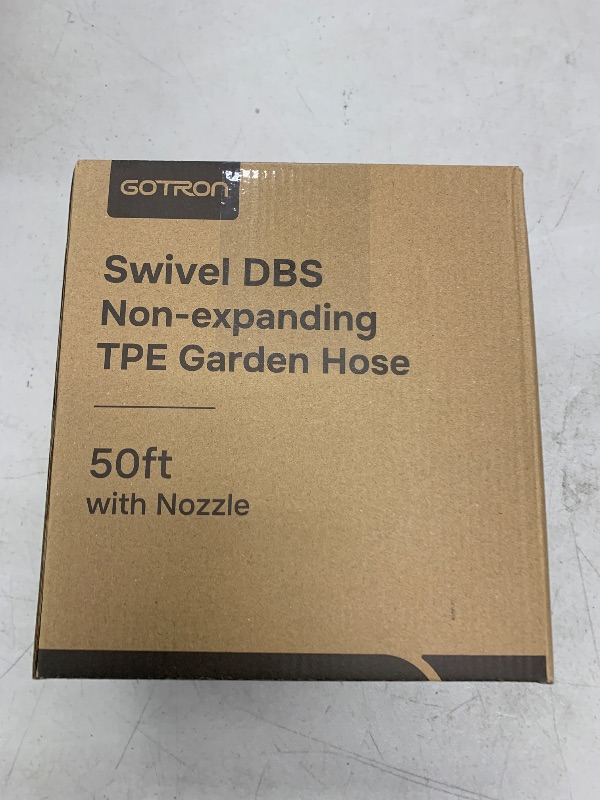 GOTRON
Swivel DBS
Non-expanding
TPE Garden Hose
50ft
with Nozzle